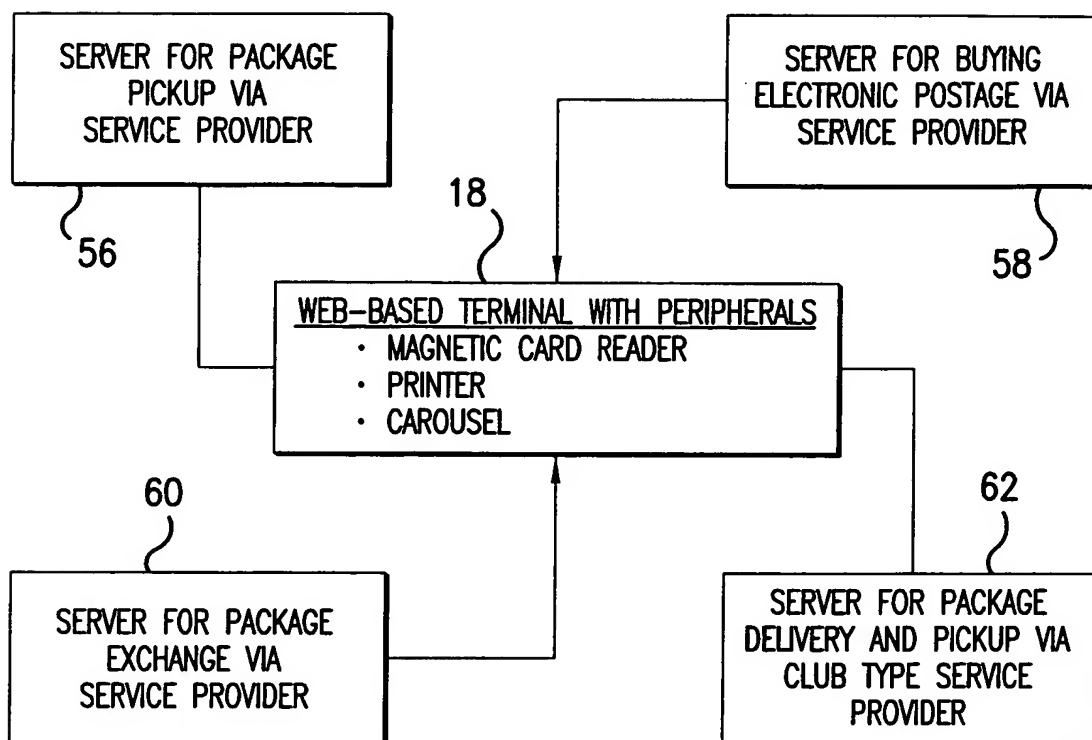 SERVER FOR PACKAGE
PICKUP VIA
SERVICE PROVIDER
56
SERVER FOR BUYING
ELECTRONIC POSTAGE VIA
SERVICE PROVIDER
58
18
WEB-BASED TERMINAL WITH PERIPHERALS
· MAGNETIC CARD READER
· PRINTER
· CAROUSEL
60
SERVER FOR PACKAGE
EXCHANGE VIA
SERVICE PROVIDER
62
SERVER FOR PACKAGE
DELIVERY AND PICKUP VIA
CLUB TYPE SERVICE
PROVIDER